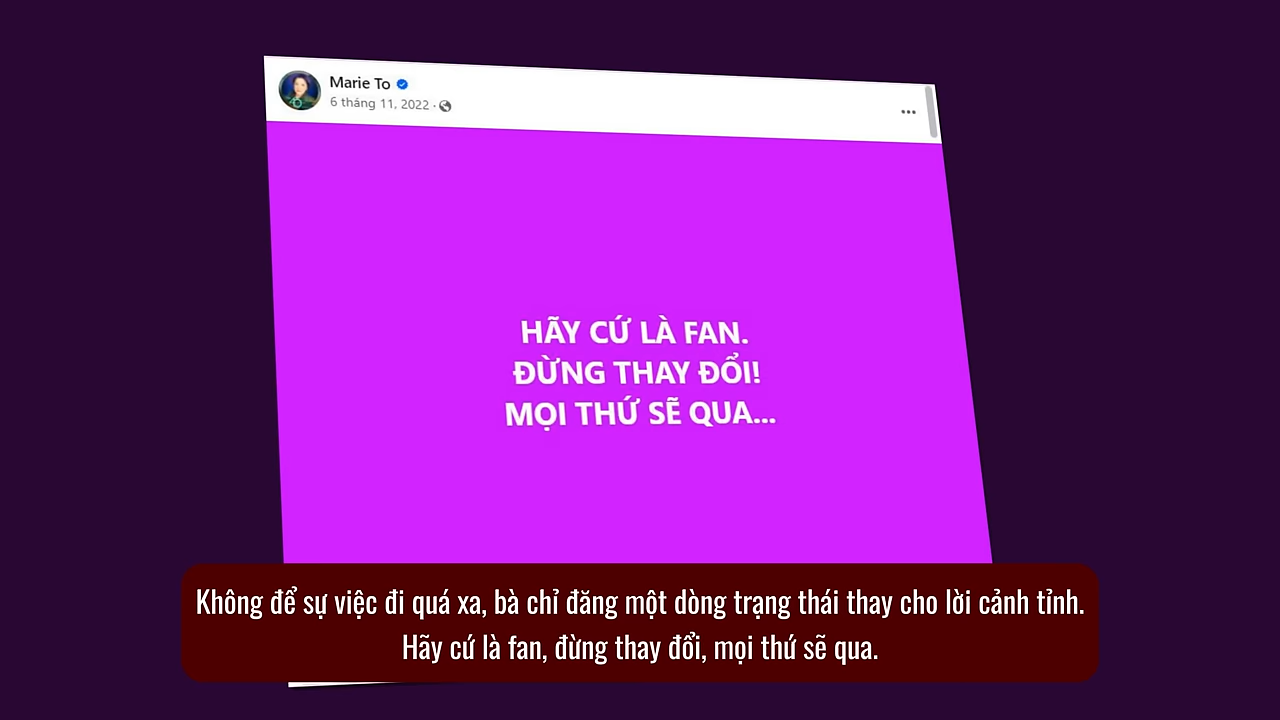 Marie To
6 tháng 11, 2022 ·
HÃY CỨ LÀ FAN.
ĐỪNG THAY ĐỔI!
MỌI THỨ SẼ QUA...
Không để sự việc đi quá xa, bà chỉ đăng một dòng trạng thái thay cho lời cảnh tỉnh.
Hãy cứ là fan, đừng thay đổi, mọi thứ sẽ qua.